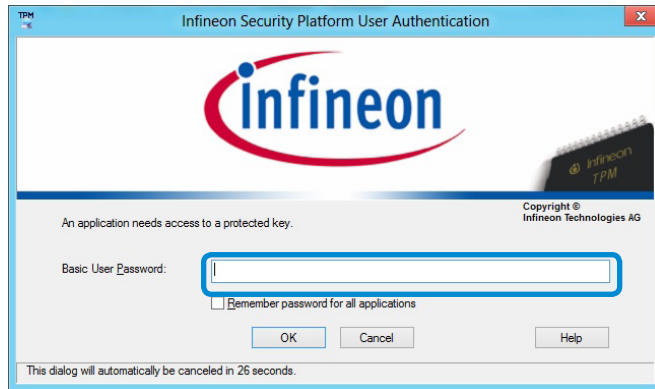 TPM
Infineon Security Platform User Authentication
X
infineon
Infineon
TPM
Copyright ©
Infineon Technologies AG
An application needs access to a protected key.
Basic User Password:
Remember password for all applications
OK Cancel Help
This dialog will automatically be canceled in 26 seconds.